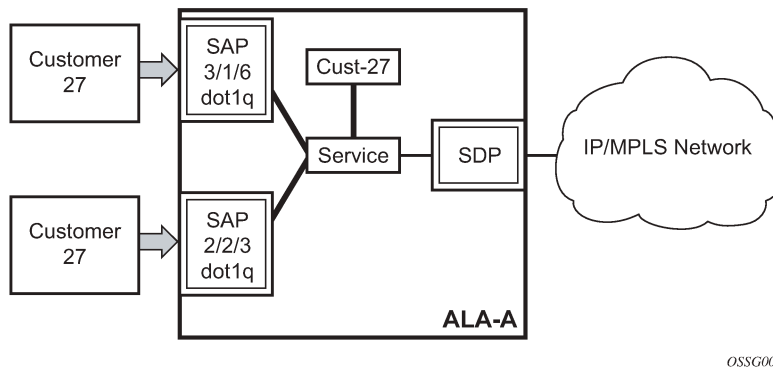 Customer
27
SAP
3/1/6
dot1q
Cust-27
Service
SDP
IP/MPLS Network
Customer
27
SAP
2/2/3
dot1q
ALA-A
OSSG00